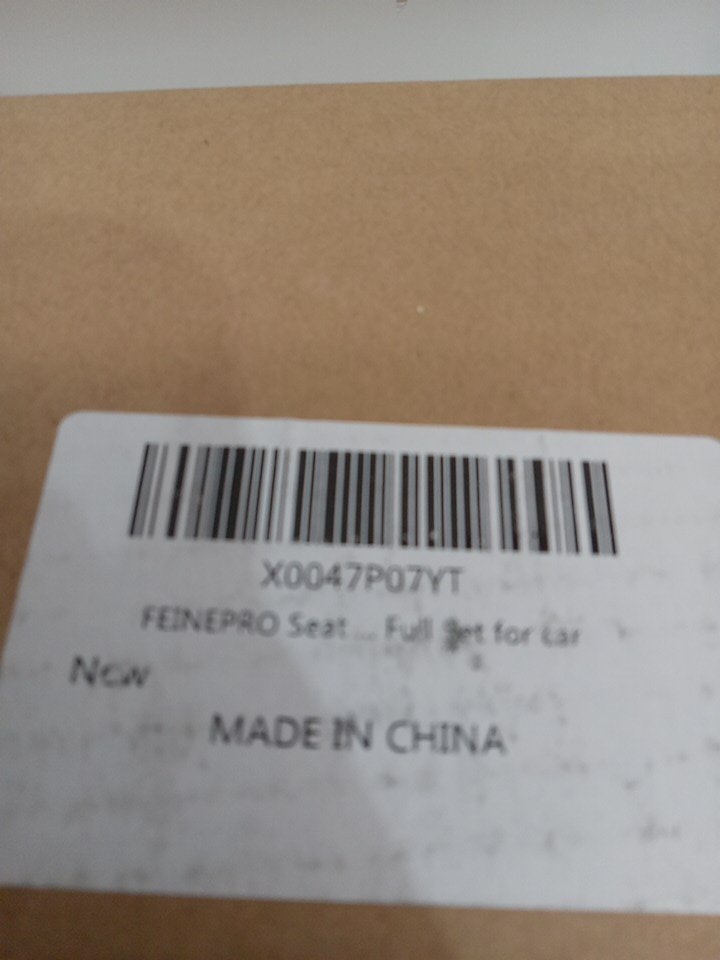 X0047P07YT
FEINEPRO Seat ... Full Set for car
New
MADE IN CHINA